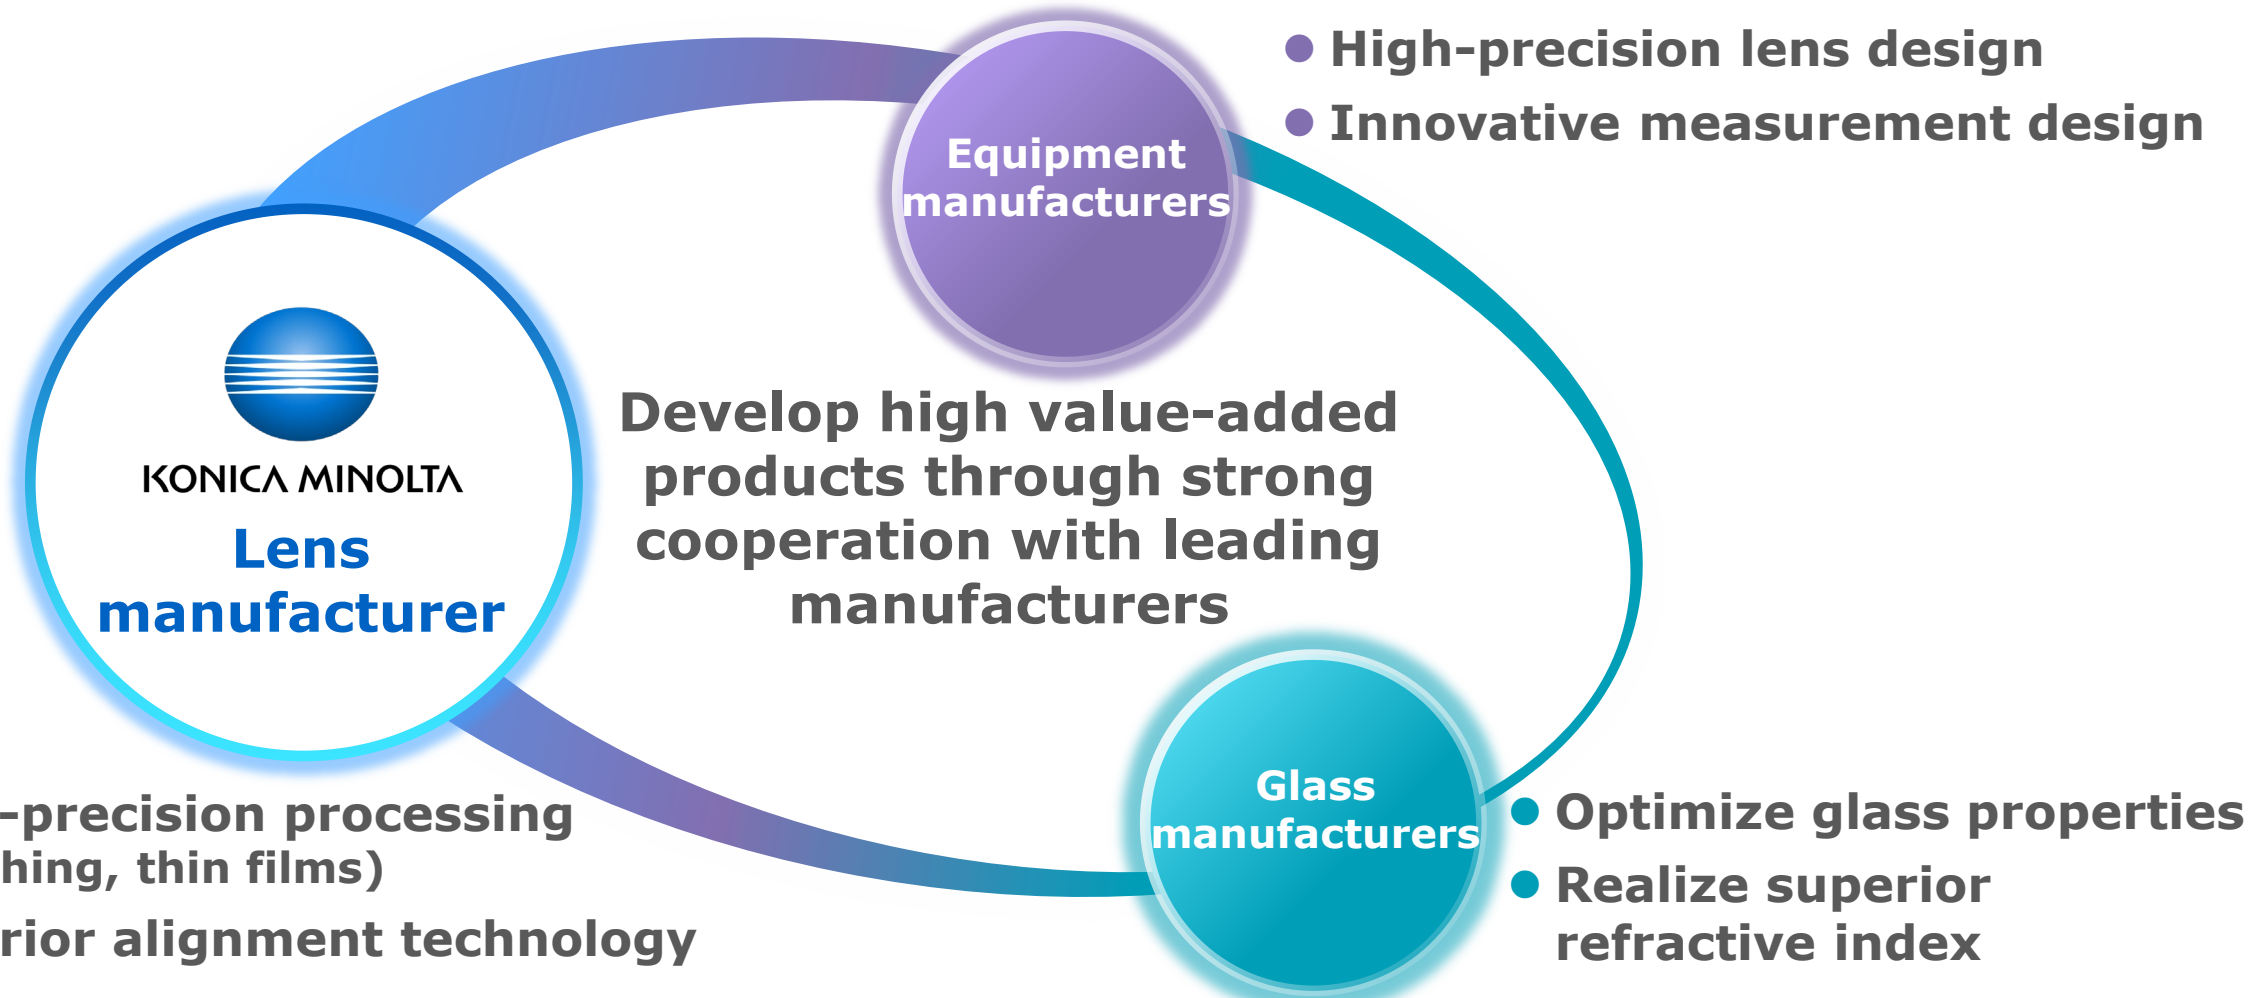 High-precision lens design
Innovative measurement design
Equipment
manufacturers
KONICA MINOLTA
Lens
manufacturer
Develop high value-added
products through strong
cooperation with leading
manufacturers
-precision processing
thin films)
alignment technology
Glass
manufacturers
Optimize glass properties
Realize superior
refractive index